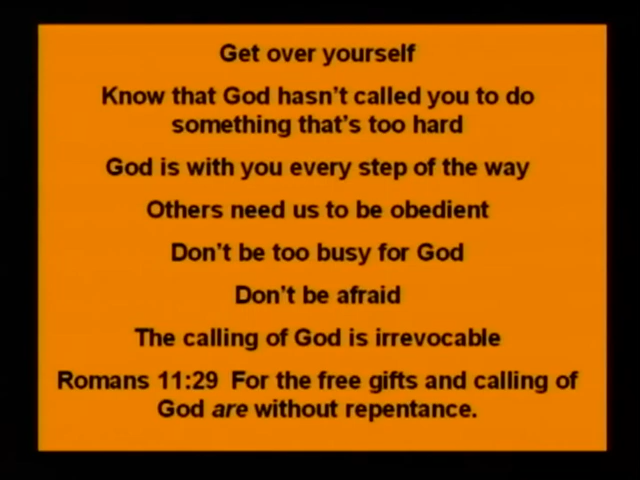 Get over yourself
Know that God hasn't called you to do
something that's too hard
God is with you every step of the way
Others need us to be obedient
Don't be too busy for God
Don't be afraid
The calling of God is irrevocable
Romans 11:29  For the free gifts and calling of
God are without repentance.